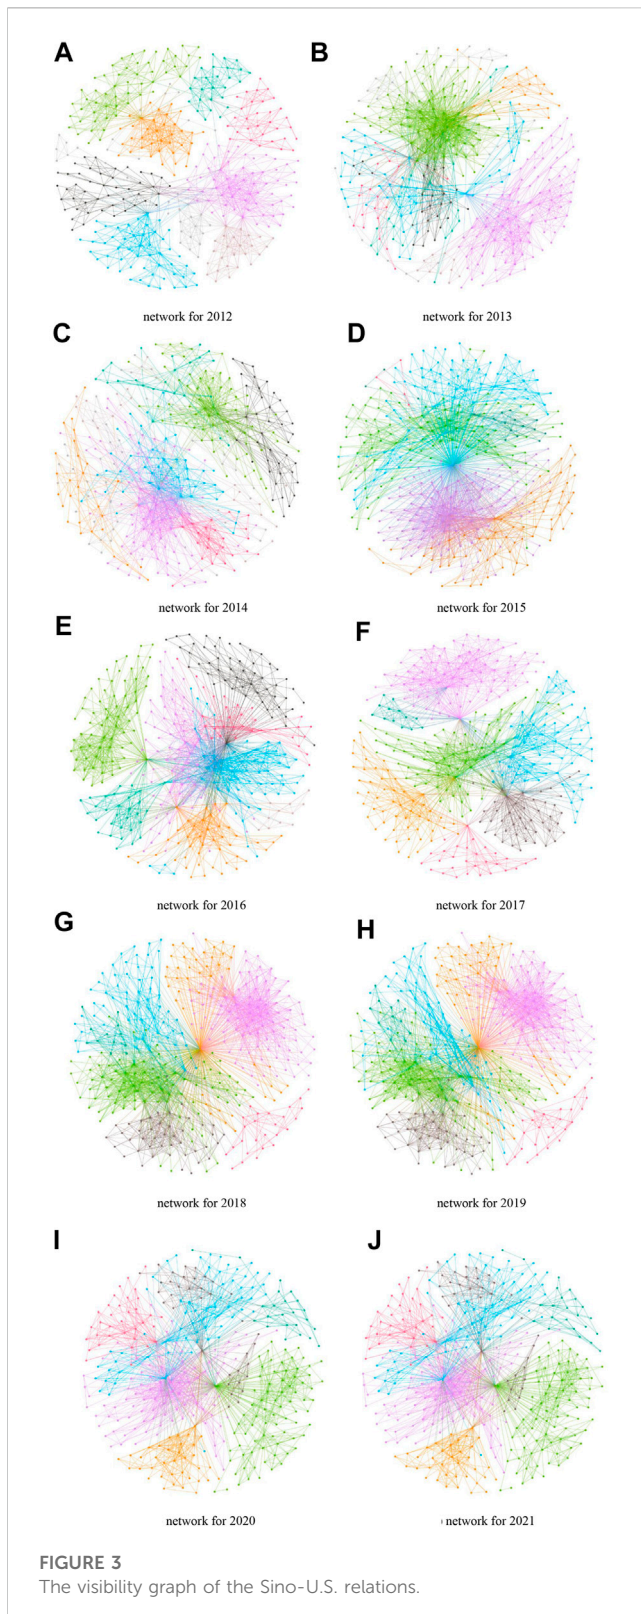 A
B
network for 2012
network for 2013
C
D
network for 2014
network for 2015
E
F
network for 2016
network for 2017
G
H
network for 2018
network for 2019
I
J
network for 2020
network for 2021
FIGURE 3
The visibility graph of the Sino-U.S. relations.